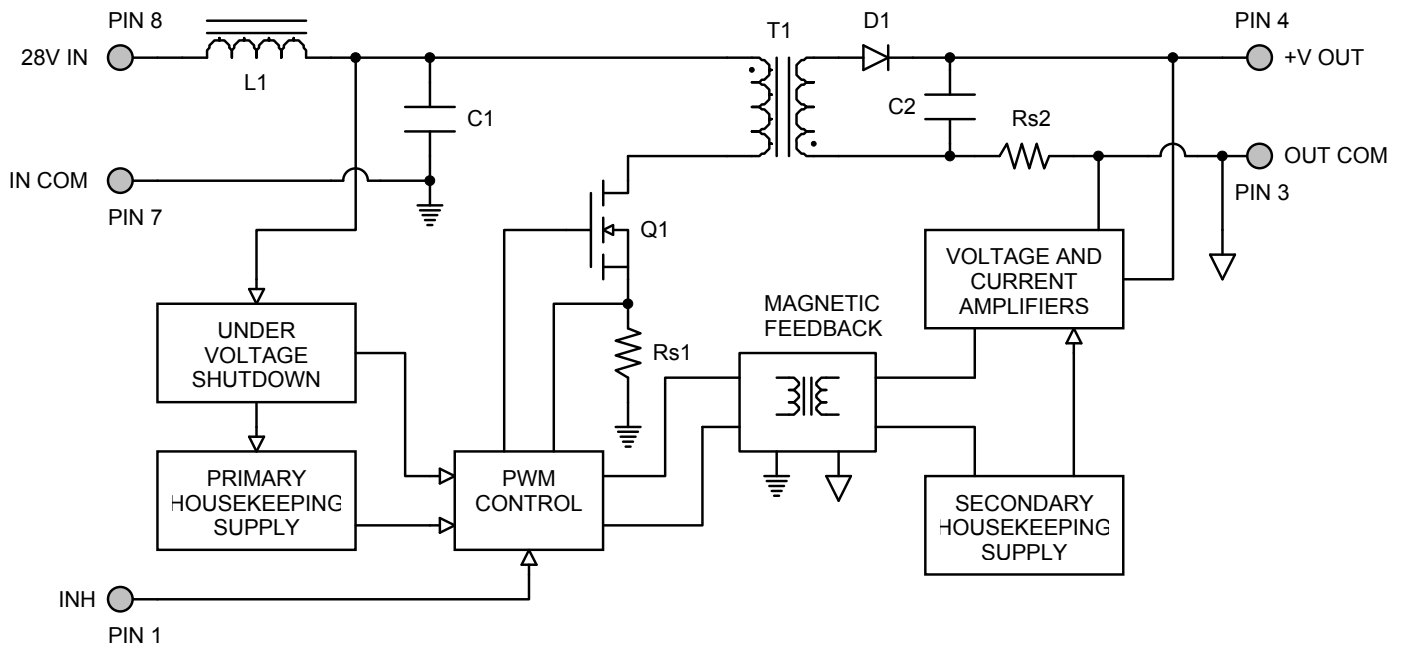 PIN 8
28V IN
L1
C1
IN COM
PIN 7
T1
D1
PIN 4
+V OUT
C2
Rs2
OUT COM
PIN 3
Q1
VOLTAGE AND
CURRENT
AMPLIFIERS
MAGNETIC
FEEDBACK
Rs1
UNDER
VOLTAGE
SHUTDOWN
PRIMARY
HOUSEKEEPING
SUPPLY
PWM
CONTROL
SECONDARY
HOUSEKEEPING
SUPPLY
INH
PIN 1